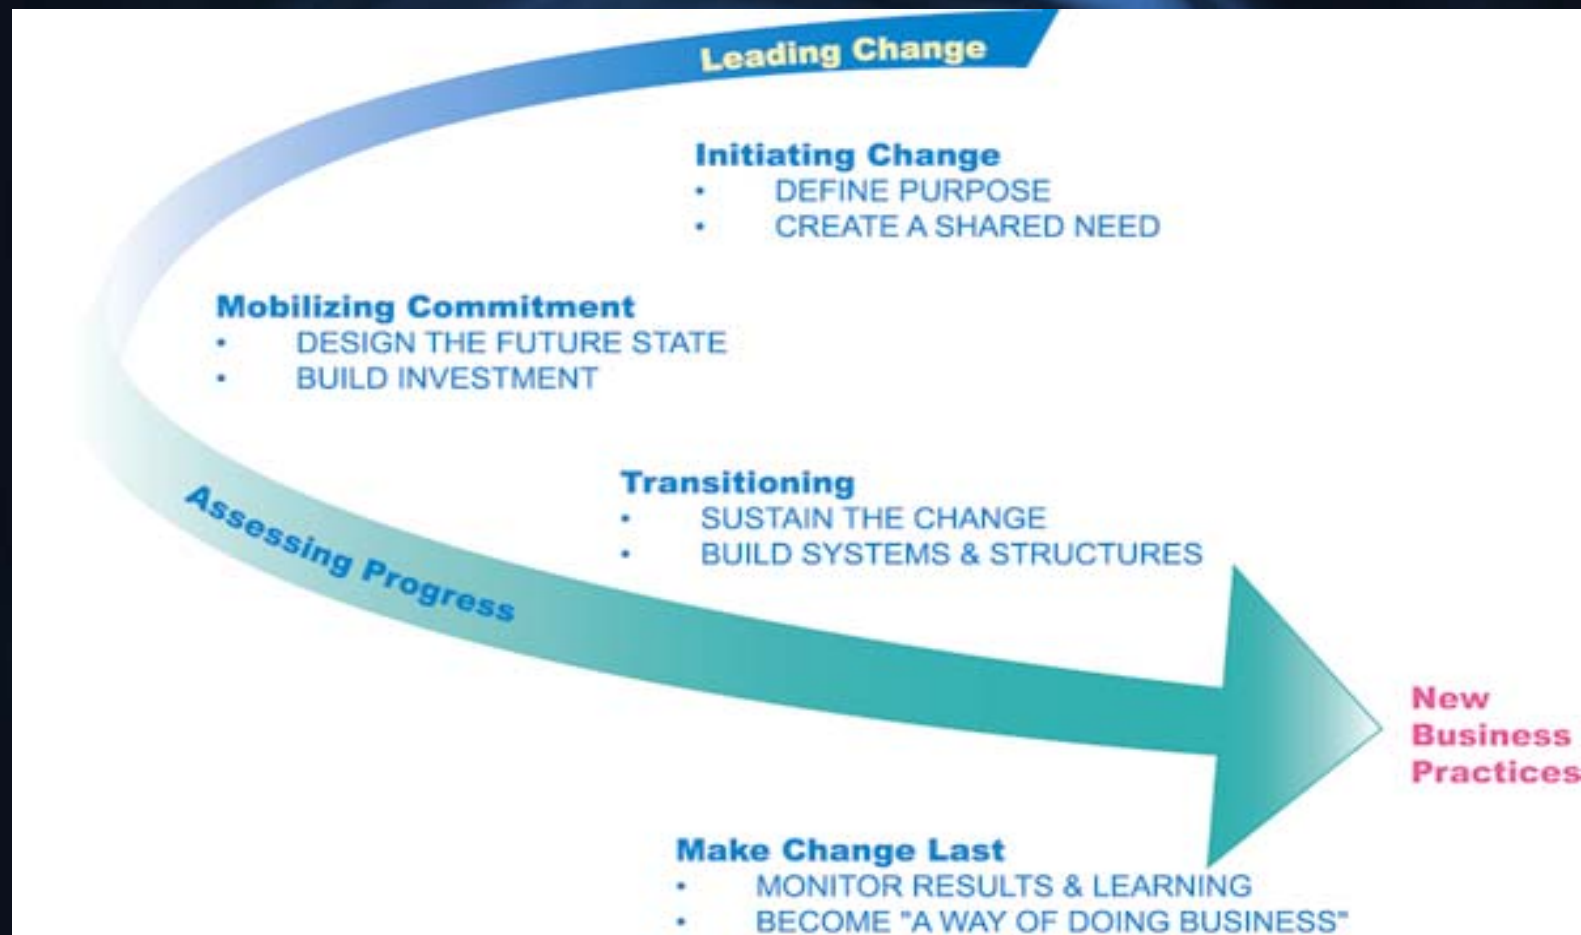 Leading Change
Initiating Change
• DEFINE PURPOSE
• CREATE A SHARED NEED
Mobilizing Commitment
• DESIGN THE FUTURE STATE
• BUILD INVESTMENT
Transitioning
• SUSTAIN THE CHANGE
• BUILD SYSTEMS & STRUCTURES
Assessing Progress
New
Business
Practices
Make Change Last
• MONITOR RESULTS & LEARNING
• BECOME "A WAY OF DOING BUSINESS"